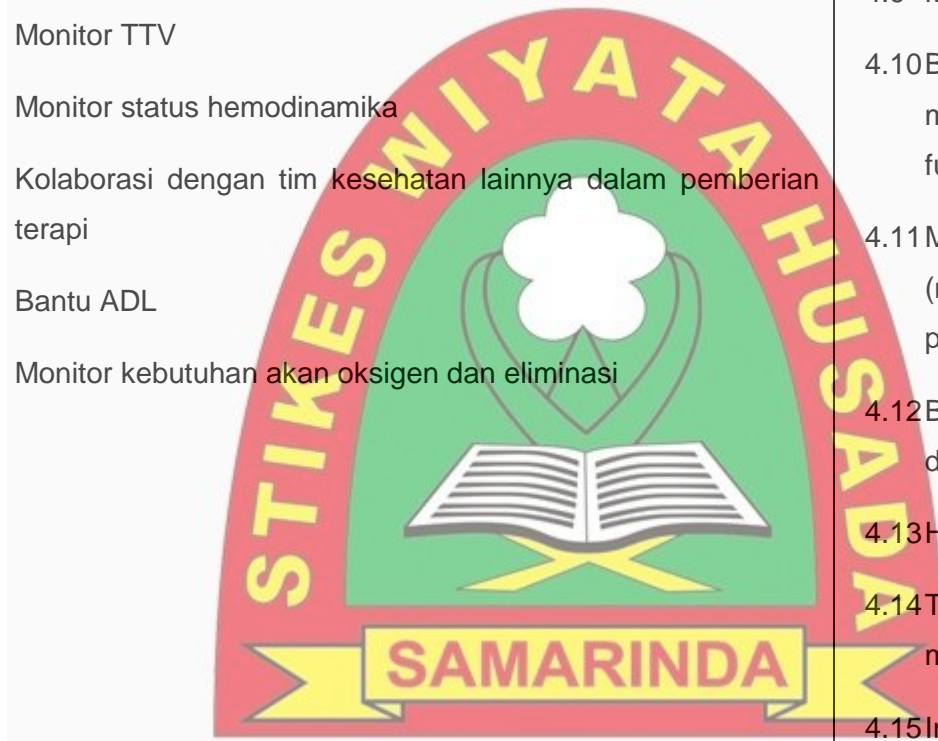 Monitor TTV
Monitor status hemodinamika
Kolaborasi dengan tim kesehatan lainnya dalam pemberian
terapi
Bantu ADL
Monitor kebutuhan akan oksigen dan eliminasi
STIKES WIYATA HUSADA
SAMARINDA
4.10 B
m
fu
4.11 M
(
p
4.12 B
d
4.13 H
4.14 T
m
4.15 I